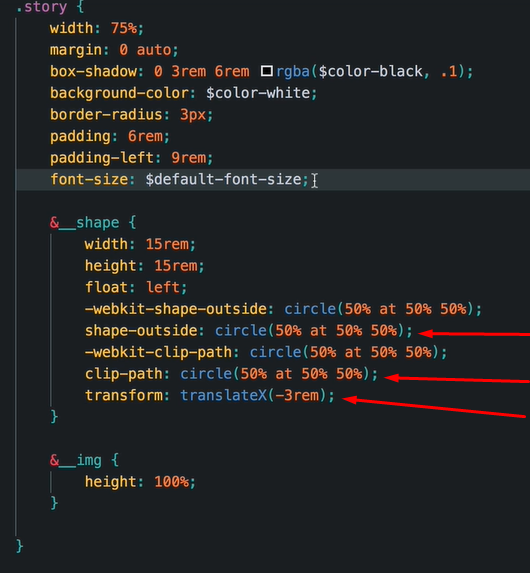 .story {
width: 75%;
margin: 0 auto;
box-shadow: 0 3rem 6rem rgba($color-black, .1);
background-color: $color-white;
border-radius: 3px;
padding: 6rem;
padding-left: 9rem;
font-size: $default-font-size;
&__shape {
width: 15rem;
height: 15rem;
float: left;
-webkit-shape-outside: circle(50% at 50% 50%);
shape-outside: circle(50% at 50% 50%);
-webkit-clip-path: circle(50% at 50% 50%);
clip-path: circle(50% at 50% 50%);
transform: translateX(-3rem);
}
&__img {
height: 100%;
}
}